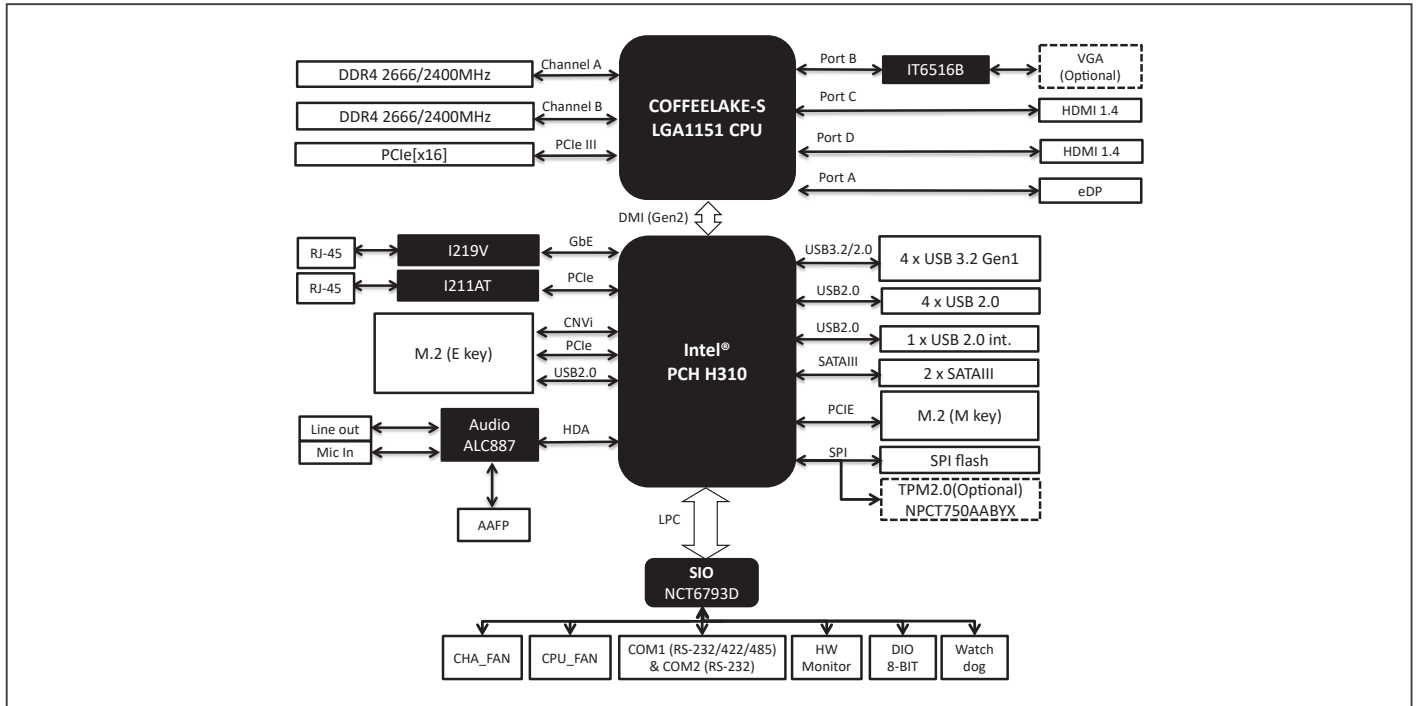 DDR4 2666/2400MHz
Channel A
DDR4 2666/2400MHz
Channel B
PCIe[x16]
PCIe III
COFFEELAKE-S
LGA1151 CPU
Port B
IT6516B
VGA
(Optional)
Port C
HDMI 1.4
Port D
HDMI 1.4
Port A
eDP
DMI (Gen2)
RJ-45
I219V
GbE
RJ-45
I211AT
PCIe
M.2 (E key)
CNVi
PCIe
USB2.0
Line out
Mic In
Audio
ALC887
HDA
AAFP
Intel®
PCH H310
USB3.2/2.0
4 x USB 3.2 Gen1
USB2.0
4 x USB 2.0
USB2.0
1 x USB 2.0 int.
SATAIII
2 x SATAIII
PCIE
M.2 (M key)
SPI
SPI flash
TPM2.0(Optional)
NPCT750AABYX
LPC
SIO
NCT6793D
CHA_FAN
CPU_FAN
COM1 (RS-232/422/485)
& COM2 (RS-232)
HW
Monitor
DIO
8-BIT
Watch
dog